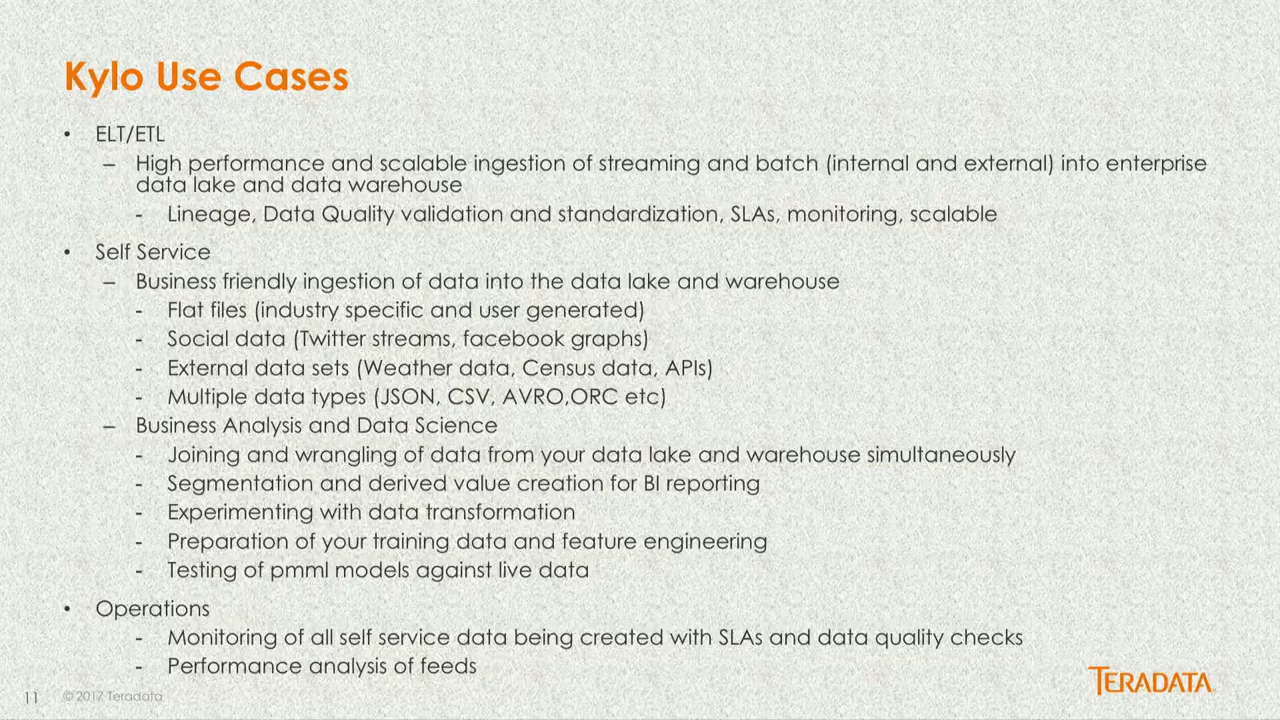 Kylo Use Cases
• ELT/ETL
– High performance and scalable ingestion of streaming and batch (internal and external) into enterprise
data lake and data warehouse
- Lineage, Data Quality validation and standardization, SLAs, monitoring, scalable
• Self Service
– Business friendly ingestion of data into the data lake and warehouse
- Flat files (industry specific and user generated)
- Social data (Twitter streams, facebook graphs)
- External data sets (Weather data, Census data, APIs)
- Multiple data types (JSON, CSV, AVRO,ORC etc)
– Business Analysis and Data Science
- Joining and wrangling of data from your data lake and warehouse simultaneously
- Segmentation and derived value creation for BI reporting
- Experimenting with data transformation
- Preparation of your training data and feature engineering
- Testing of pmml models against live data
• Operations
- Monitoring of all self service data being created with SLAs and data quality checks
- Performance analysis of feeds
11 © 2017 Teradata
TERADATA